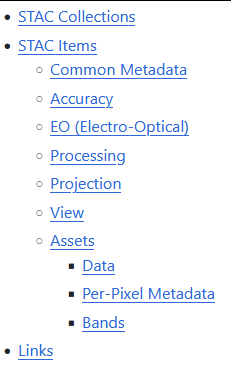 STAC Collections
STAC Items
Common Metadata
Accuracy
EO (Electro-Optical)
Processing
Projection
View
Assets
Data
Per-Pixel Metadata
Bands
Links